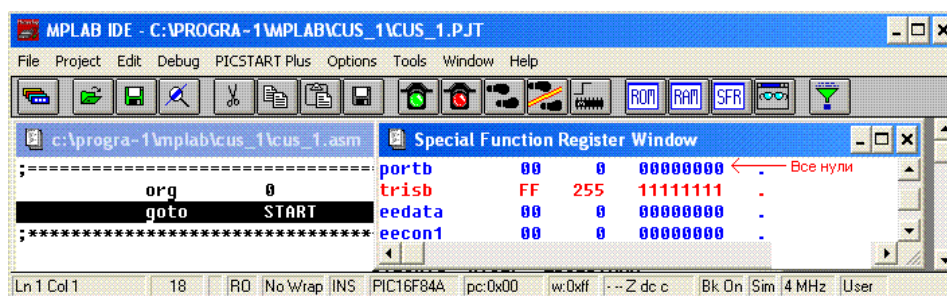 MPLAB IDE - C:\PROGRA~1\MPLAB\CUS_1\CUS_1.PJT
File Project Edit Debug PICSTART Plus Options Tools Window Help
ROM RAM SFR
c:\progra~1\mplab\cus_1\cus_1.asm
Special Function Register Window
;=================================
org 0
goto START
;*********************************
portb 00 0 00000000 .
Все нули
trisb FF 255 11111111 .
eedata 00 0 00000000 .
eecon1 00 0 00000000 .
Ln 1 Col 1 18 RO No Wrap INS PIC16F84A pc:0x00 w:0xff - -- Z dc c Bk On Sim 4 MHz User